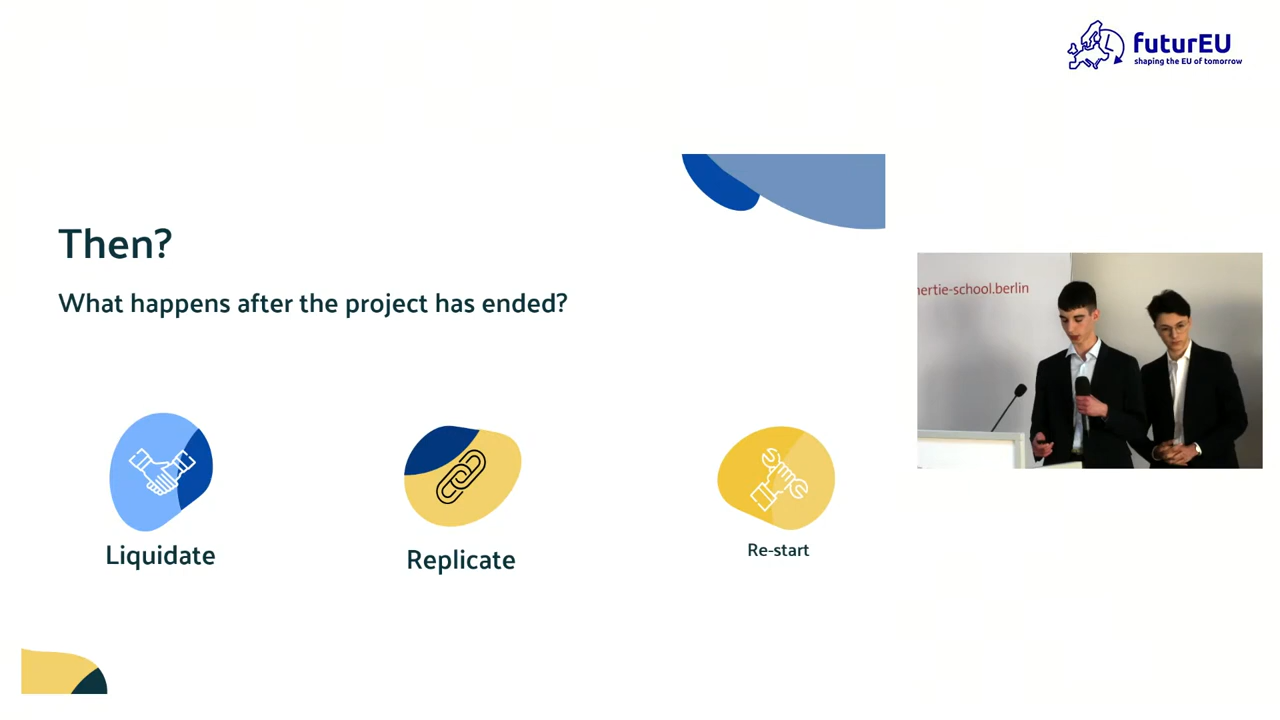 futurEU
shaping the EU of tomorrow
Then?
What happens after the project has ended?
hertie-school.berlin
Liquidate
Replicate
Re-start